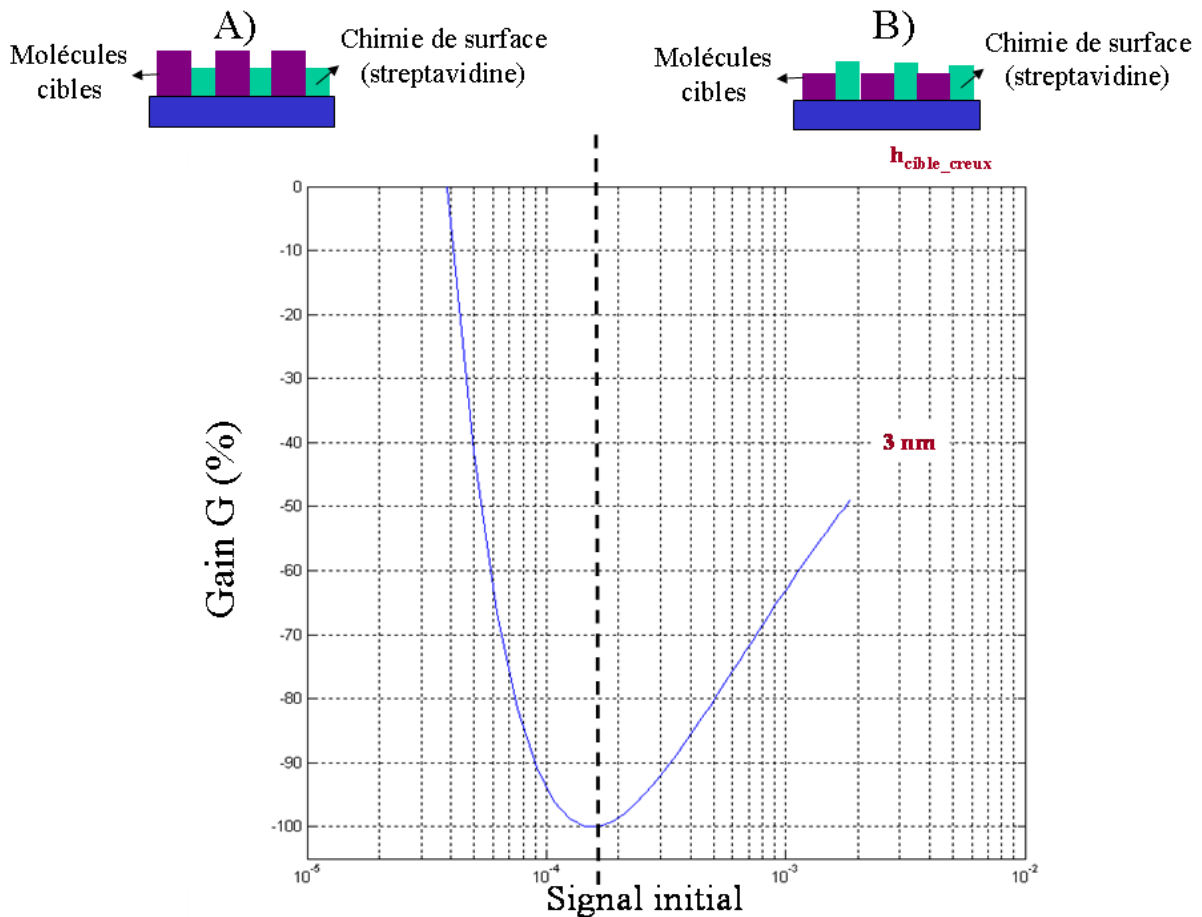 A)
Molécules
cibles
Chimie de surface
(streptavidine)
B)
Molécules
cibles
Chimie de surface
(streptavidine)
hcible_creux
0
-10
-20
-30
-40
-50
-60
-70
-80
-90
-100
Gain G (%)
3 nm
10-5
10-4
10-3
10-2
Signal initial